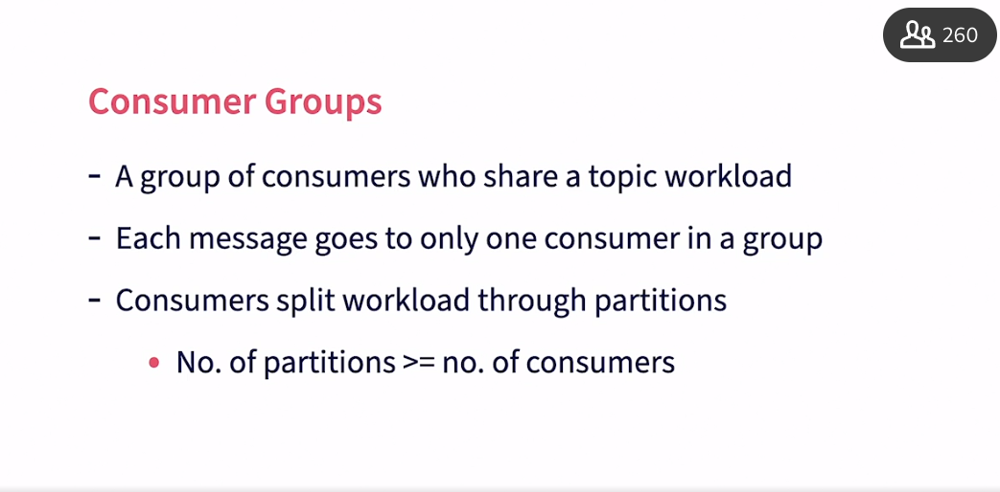 260
Consumer Groups
- A group of consumers who share a topic workload
- Each message goes to only one consumer in a group
- Consumers split workload through partitions
• No. of partitions >= no. of consumers